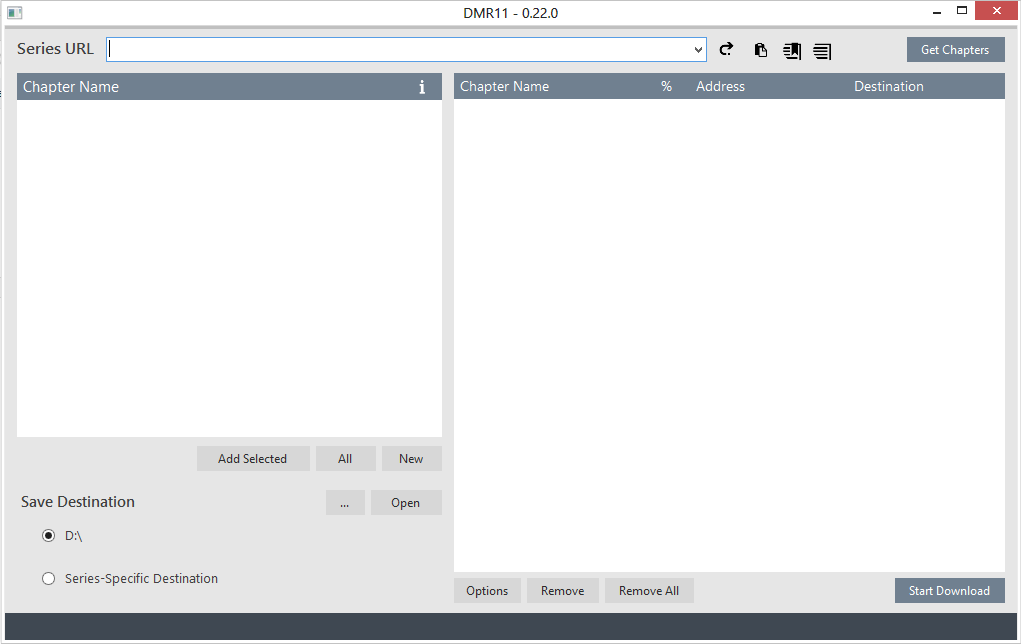 DMR11 - 0.22.0
Series URL
Get Chapters
Chapter Name i
Chapter Name % Address Destination
Add Selected All New
Save Destination ... Open
D:\
Series-Specific Destination
Options Remove Remove All Start Download